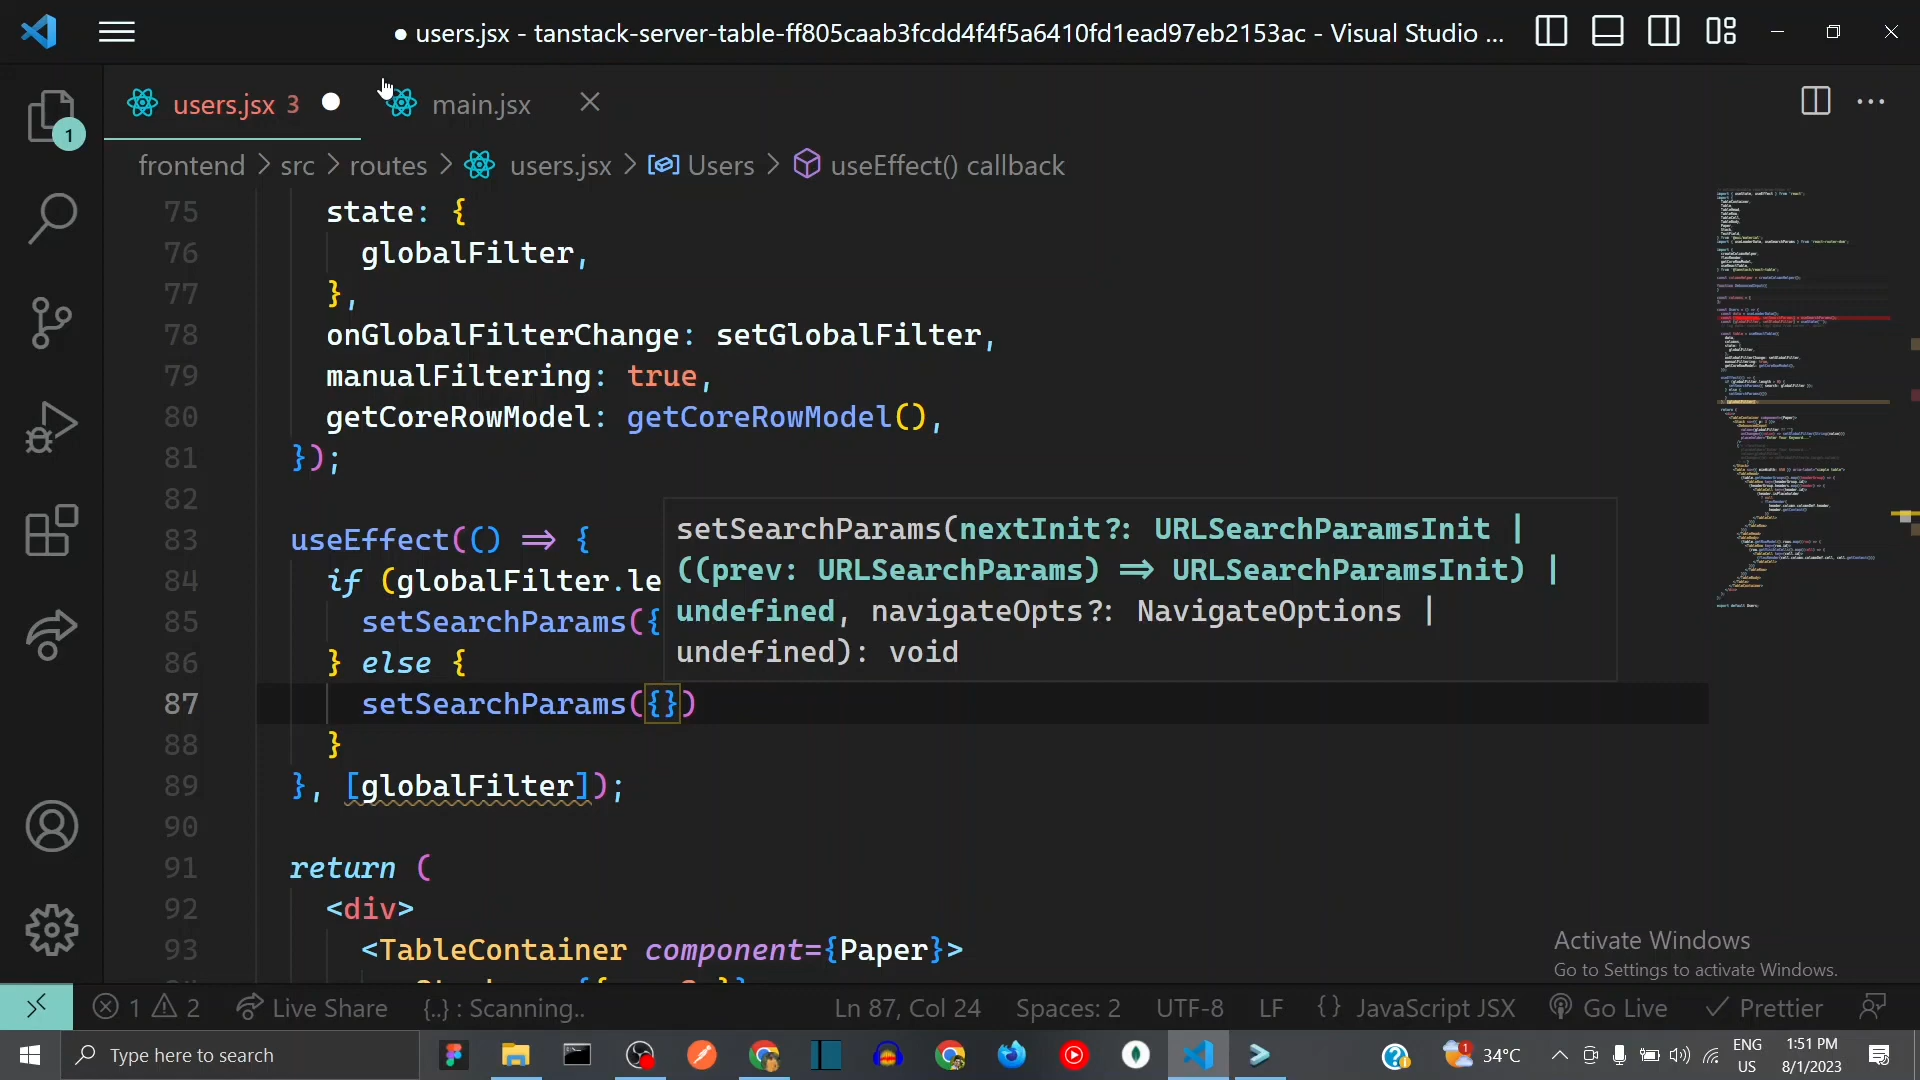 ● users.jsx - tanstack-server-table-ff805caab3fcdd4f4f5a6410fd1ead97eb2153ac - Visual Studio ...
users.jsx 3 ● main.jsx
frontend > src > routes > users.jsx > Users > useEffect() callback
1
75 state: {
76 globalFilter,
77 },
78 onGlobalFilterChange: setGlobalFilter,
79 manualFiltering: true,
80 getCoreRowModel: getCoreRowModel(),
81 });
82
83 useEffect(() => {
84 if (globalFilter.le
85 setSearchParams({
86 } else {
87 setSearchParams({})
88 }
89 }, [globalFilter]);
90
91 return (
92 <div>
93 <TableContainer component={Paper}>
setSearchParams(nextInit?: URLSearchParamsInit |
((prev: URLSearchParams) => URLSearchParamsInit) |
undefined, navigateOpts?: NavigateOptions |
undefined): void
Activate Windows
Go to Settings to activate Windows.
1 2 Live Share {..} : Scanning.. Ln 87, Col 24 Spaces: 2 UTF-8 LF {} JavaScript JSX Go Live Prettier
Type here to search 1 34°C ENG US 1:51 PM 8/1/2023